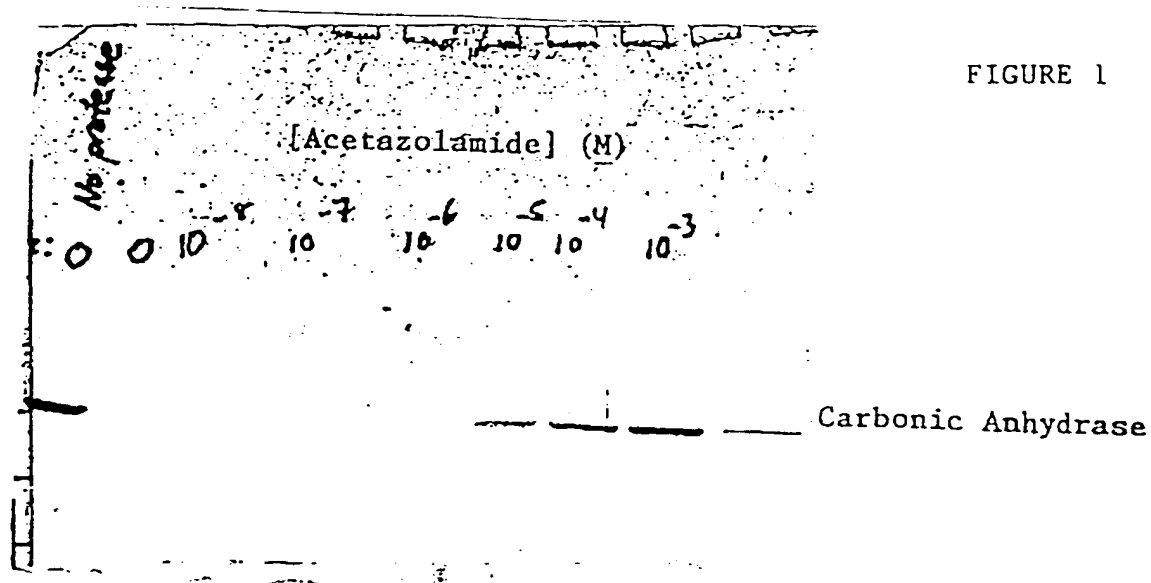 FIGURE 1
No protease
[Acetazolamide] (M)
: 0 0 10⁻⁸ 10⁻⁷ 10⁻⁶ 10⁻⁵ 10⁻⁴ 10⁻³
Carbonic Anhydrase